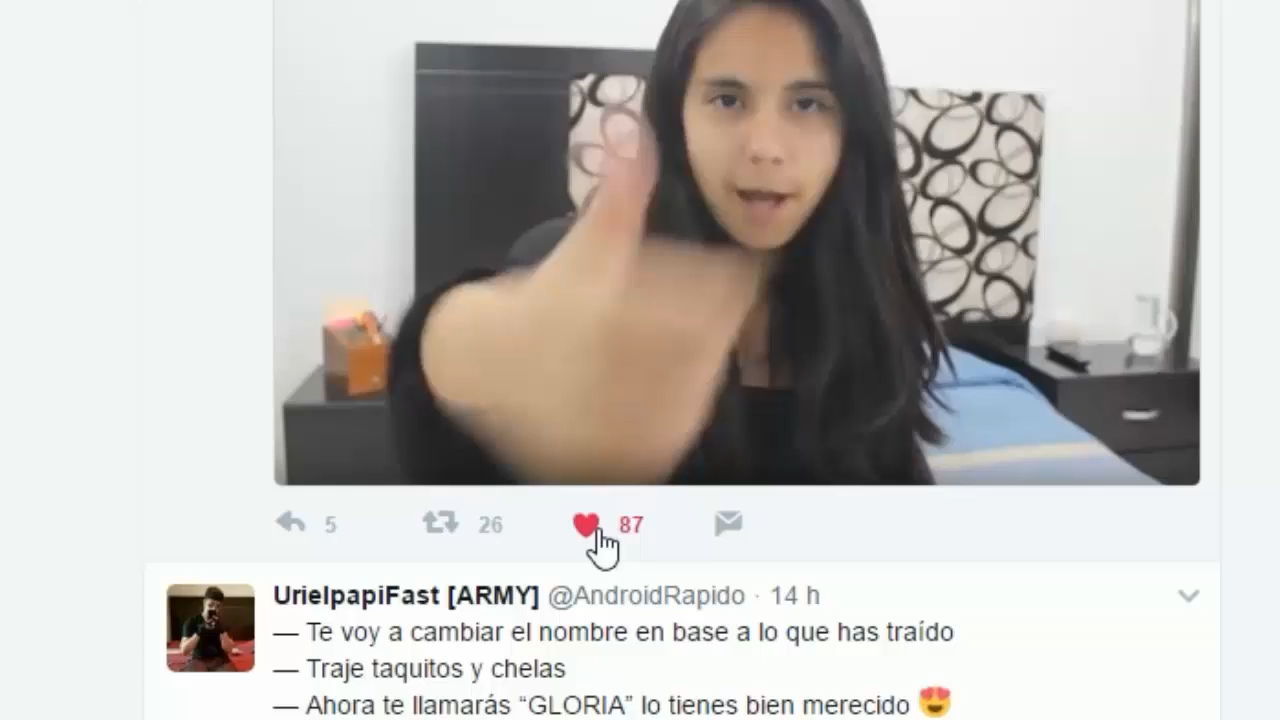 5 26 87
UrielpapiFast [ARMY] @AndroidRapido · 14 h
— Te voy a cambiar el nombre en base a lo que has traído
— Traje taquitos y chelas
— Ahora te llamarás “GLORIA” lo tienes bien merecido 😍